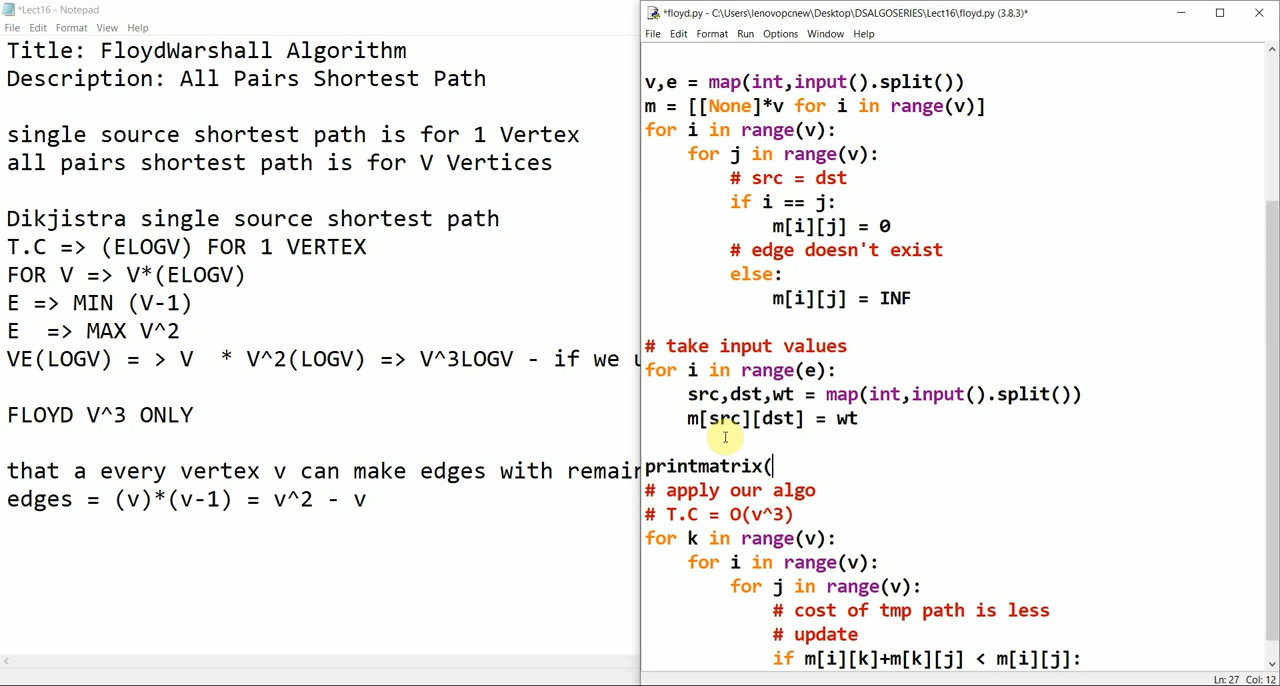 *Lect16 - Notepad
File Edit Format View Help
Title: FloydWarshall Algorithm
Description: All Pairs Shortest Path
single source shortest path is for 1 Vertex
all pairs shortest path is for V Vertices
Dikjistra single source shortest path
T.C => (ELOGV) FOR 1 VERTEX
FOR V => V*(ELOGV)
E => MIN (V-1)
E  => MAX V^2
VE(LOGV) = > V  * V^2(LOGV) => V^3LOGV - if we
FLOYD V^3 ONLY
that a every vertex v can make edges with remain
edges = (v)*(v-1) = v^2 - v
*floyd.py - C:\Users\lenovopcnew\Desktop\DSALGOSERIES\Lect16\floyd.py (3.8.3)*
File Edit Format Run Options Window Help
v,e = map(int,input().split())
m = [[None]*v for i in range(v)]
for i in range(v):
    for j in range(v):
        # src = dst
        if i == j:
            m[i][j] = 0
        # edge doesn't exist
        else:
            m[i][j] = INF
# take input values
for i in range(e):
    src,dst,wt = map(int,input().split())
    m[src][dst] = wt
printmatrix(
# apply our algo
# T.C = O(v^3)
for k in range(v):
    for i in range(v):
        for j in range(v):
            # cost of tmp path is less
            # update
            if m[i][k]+m[k][j] < m[i][j]:
Ln: 27 Col: 12